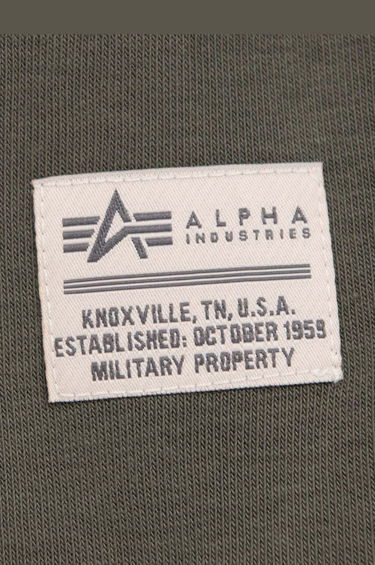 ALPHA
INDUSTRIES
KNOXVILLE, TN, U.S.A.
ESTABLISHED: OCTOBER 1959
MILITARY PROPERTY